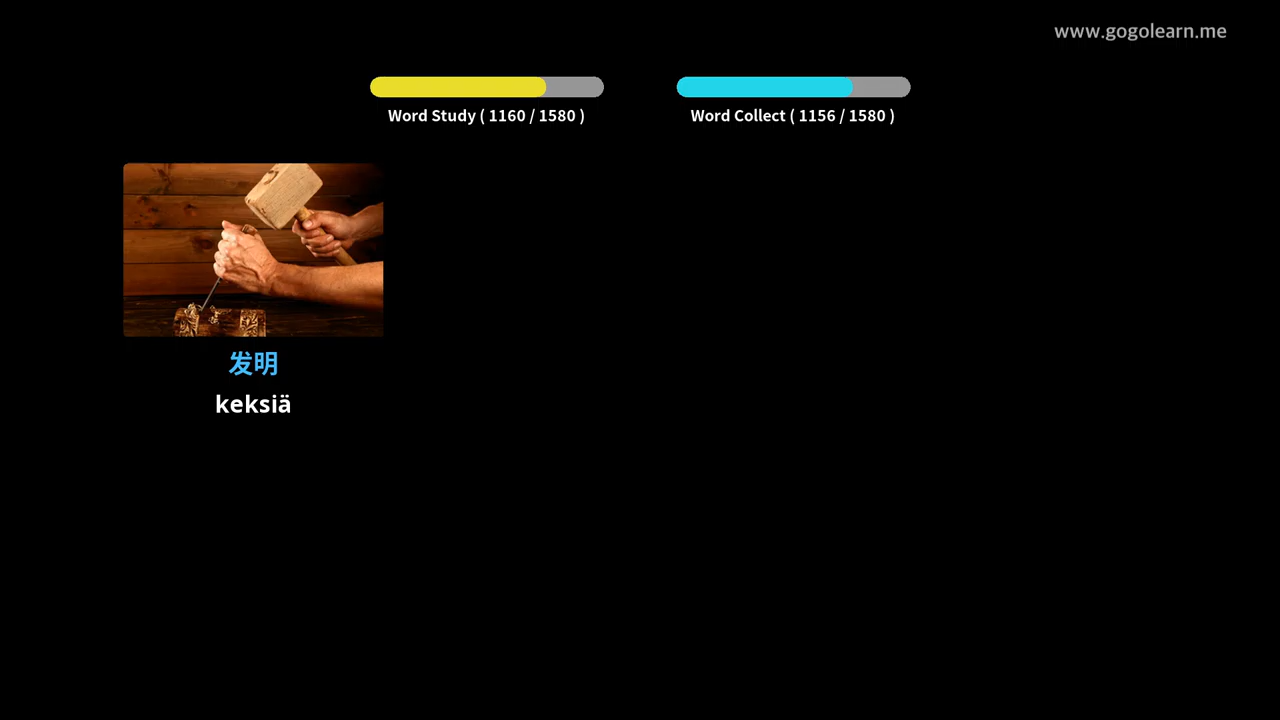 www.gogolearn.me
Word Study ( 1160 / 1580 )
Word Collect ( 1156 / 1580 )
发明
keksiä